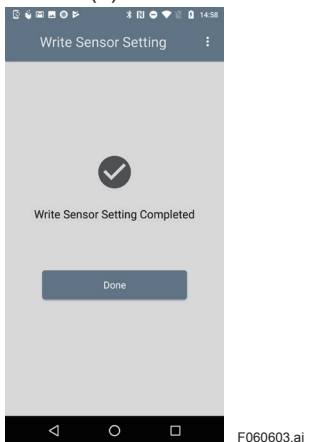 14:58
Write Sensor Setting
Write Sensor Setting Completed
Done
F060603.ai